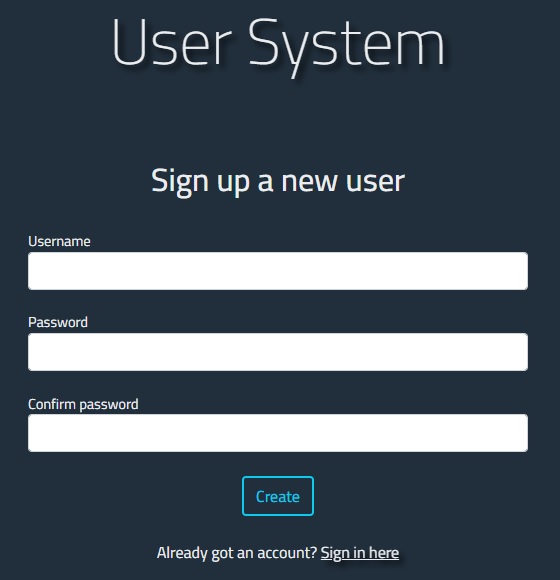 User System
Sign up a new user
Username
Password
Confirm password
Create
Already got an account? Sign in here